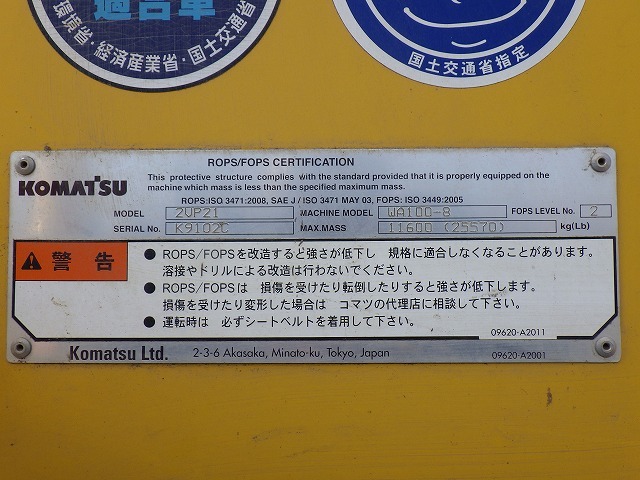 適合車
環境省・経済産業省・国土交通省
国土交通省指定
ROPS/FOPS CERTIFICATION
KOMATSU
This protective structure complies with the standard provided that it is properly equipped on the
machine which mass is less than the specified maximum mass.
ROPS:ISO 3471:2008, SAE J / ISO 3471 MAY 03, FOPS: ISO 3449:2005
MODEL 2VP21 MACHINE MODEL WA100-8 FOPS LEVEL No. 2
SERIAL No. K9102C MAX.MASS 11600 (25570) kg(Lb)
警告
● ROPS/FOPSを改造すると強さが低下し 規格に適合しなくなることがあります。
溶接やドリルによる改造は行わないでください。
● ROPS/FOPSは 損傷を受けたり転倒したりすると強さが低下します。
損傷を受けたり変形した場合は コマツの代理店に相談して下さい。
● 運転時は 必ずシートベルトを着用して下さい。
09620-A2011
Komatsu Ltd. 2-3-6 Akasaka, Minato-ku, Tokyo, Japan
09620-A2001